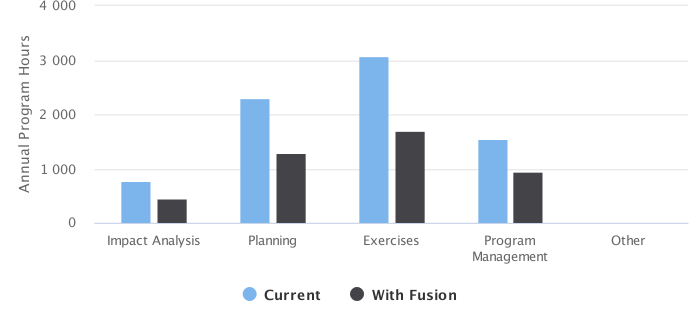 Annual Program Hours
4 000
3 000
2 000
1 000
0
Impact Analysis
Planning
Exercises
Program
Management
Other
Current
With Fusion